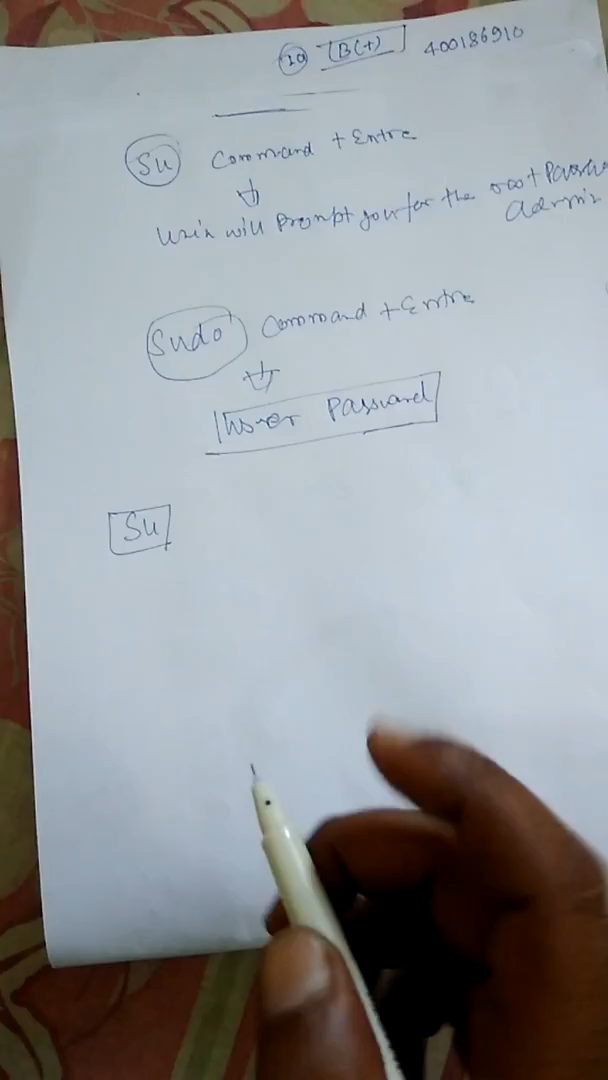 10 B(+) 400186910
Su Command + Entre
Unix will Prompt you for the root Passw
admin
Sudo Command + Entre
User Password
Su